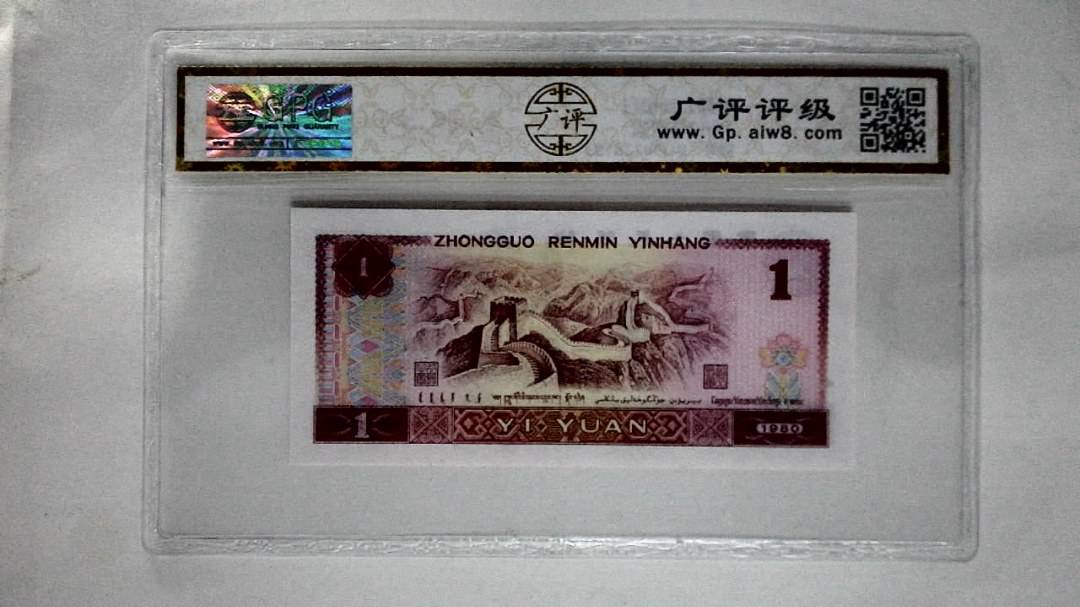 GPG
广评
广评评级
www.Gp.aiw8.com
ZHONGGUO RENMIN YINHANG
1
1
1
YI YUAN
1980